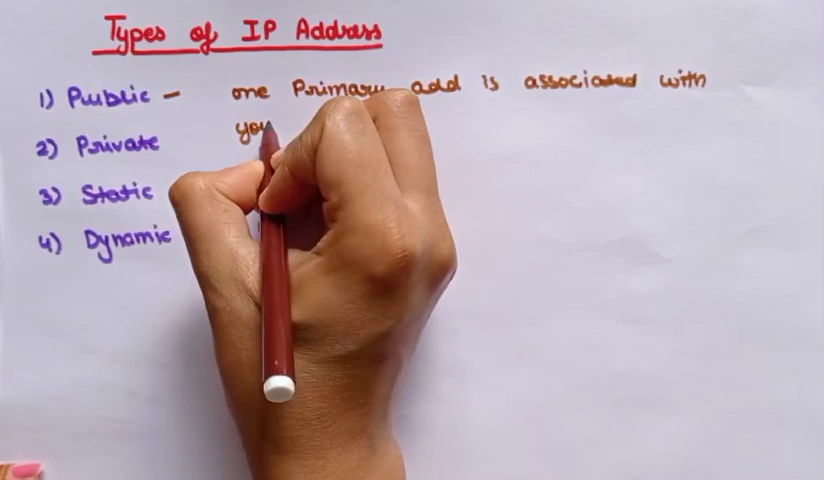 Types of IP Address
1) Public - one Primary add is associated with
you
2) Private
3) Static
4) Dynamic